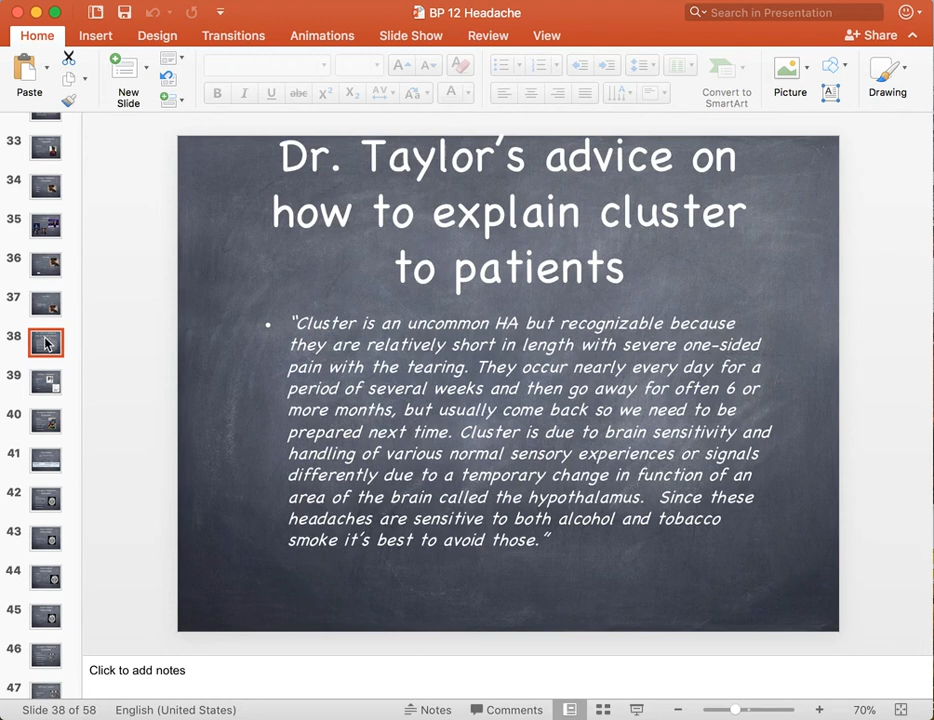 BP 12 Headache
Search in Presentation
Home Insert Design Transitions Animations Slide Show Review View Share
Paste New Slide Convert to SmartArt Picture Drawing
B I U abc X² X₂ AV Aa A
33
34
35
36
37
38
39
40
41
42
43
44
45
46
47
Dr. Taylor's advice on
how to explain cluster
to patients
• "Cluster is an uncommon HA but recognizable because
they are relatively short in length with severe one-sided
pain with the tearing. They occur nearly every day for a
period of several weeks and then go away for often 6 or
more months, but usually come back so we need to be
prepared next time. Cluster is due to brain sensitivity and
handling of various normal sensory experiences or signals
differently due to a temporary change in function of an
area of the brain called the hypothalamus. Since these
headaches are sensitive to both alcohol and tobacco
smoke it's best to avoid those."
Click to add notes
Slide 38 of 58 English (United States) Notes Comments 70%